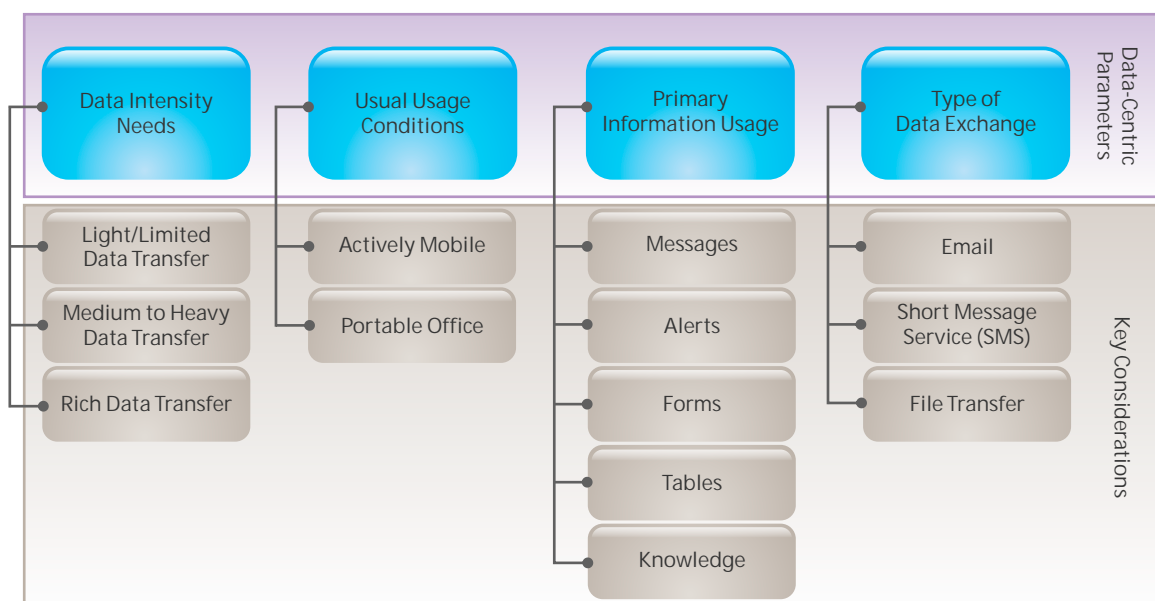 Data Intensity
Needs
Usual Usage
Conditions
Primary
Information Usage
Type of
Data Exchange
Data-Centric
Parameters
Light/Limited
Data Transfer
Medium to Heavy
Data Transfer
Rich Data Transfer
Actively Mobile
Portable Office
Messages
Alerts
Forms
Tables
Knowledge
Email
Short Message
Service (SMS)
File Transfer
Key Considerations